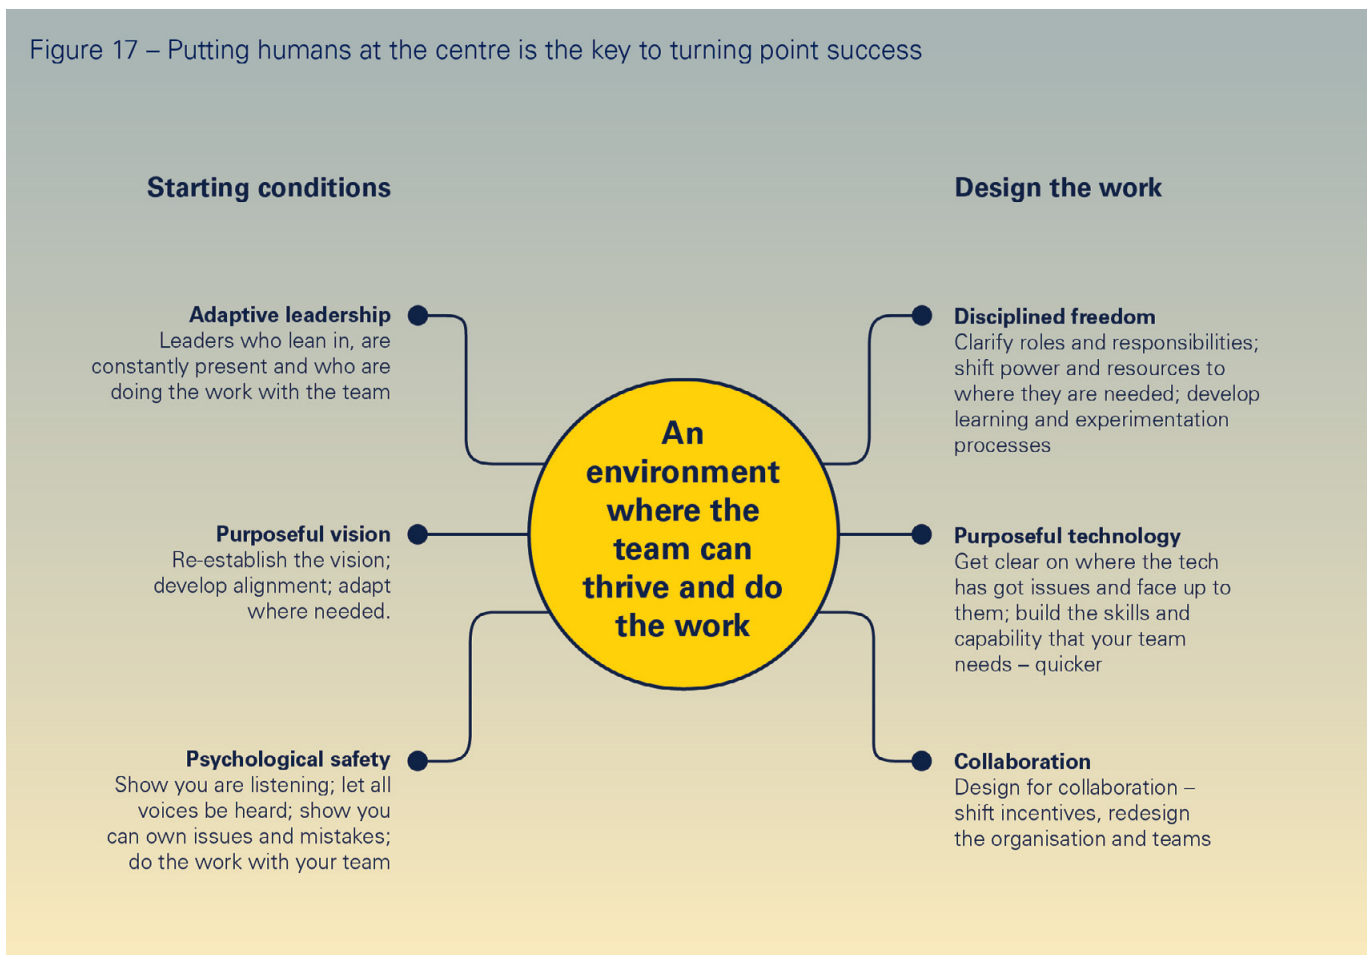 Figure 17 – Putting humans at the centre is the key to turning point success
Starting conditions
Adaptive leadership
Leaders who lean in, are
constantly present and who are
doing the work with the team
Purposeful vision
Re-establish the vision;
develop alignment; adapt
where needed.
Psychological safety
Show you are listening; let all
voices be heard; show you
can own issues and mistakes;
do the work with your team
An
environment
where the
team can
thrive and do
the work
Design the work
Disciplined freedom
Clarify roles and responsibilities;
shift power and resources to
where they are needed; develop
learning and experimentation
processes
Purposeful technology
Get clear on where the tech
has got issues and face up to
them; build the skills and
capability that your team
needs – quicker
Collaboration
Design for collaboration –
shift incentives, redesign
the organisation and teams